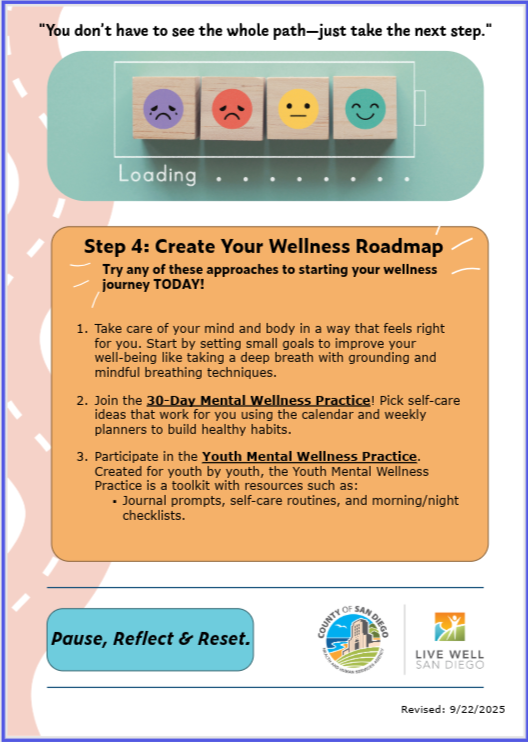 "You don't have to see the whole path—just take the next step."
Loading . . . . . . . .
Step 4: Create Your Wellness Roadmap
Try any of these approaches to starting your wellness
journey TODAY!
1. Take care of your mind and body in a way that feels right
for you. Start by setting small goals to improve your
well-being like taking a deep breath with grounding and
mindful breathing techniques.
2. Join the 30-Day Mental Wellness Practice! Pick self-care
ideas that work for you using the calendar and weekly
planners to build healthy habits.
3. Participate in the Youth Mental Wellness Practice.
Created for youth by youth, the Youth Mental Wellness
Practice is a toolkit with resources such as:
▪ Journal prompts, self-care routines, and morning/night
checklists.
Pause, Reflect & Reset.
COUNTY OF SAN DIEGO
HEALTH AND HUMAN SERVICES AGENCY
LIVE WELL
SAN DIEGO
Revised: 9/22/2025